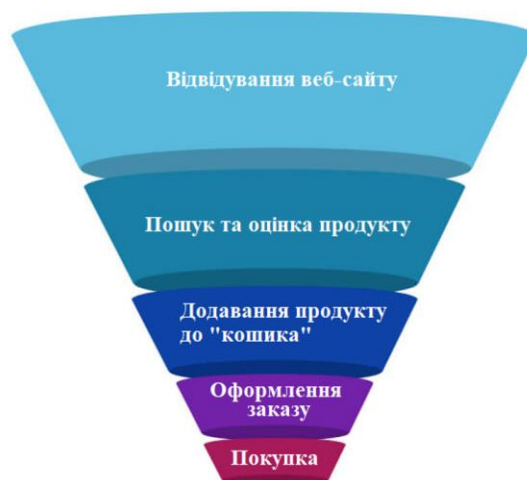 Відвідування веб-сайту
Пошук та оцінка продукту
Додавання продукту
до "кошика"
Оформлення
заказу
Покупка